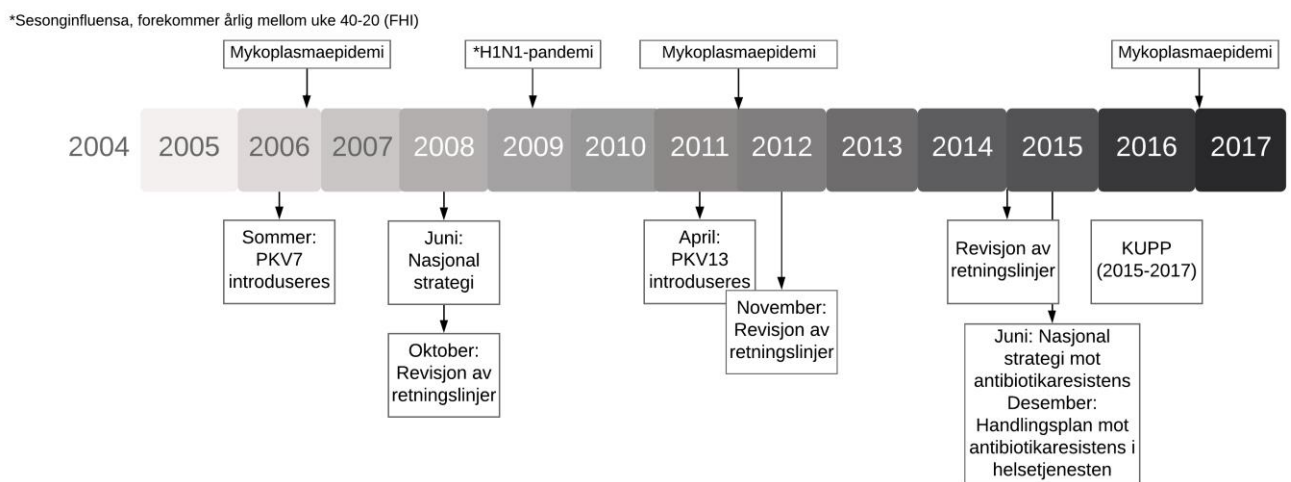 *Sesonginfluensa, forekommer årlig mellom uke 40-20 (FHI)
Mykoplasmaepidemi
*H1N1-pandemi
Mykoplasmaepidemi
Mykoplasmaepidemi
2004
2005
2006
2007
2008
2009
2010
2011
2012
2013
2014
2015
2016
2017
Sommer:
PKV7
introduseres
Juni:
Nasjonal
strategi
Oktober:
Revisjon av
retningslinjer
April:
PKV13
introduseres
November:
Revisjon av
retningslinjer
Revisjon av
retningslinjer
KUPP
(2015-2017)
Juni: Nasjonal
strategi mot
antibiotikaresistens
Desember:
Handlingsplan mot
antibiotikaresistens i
helsetjenesten